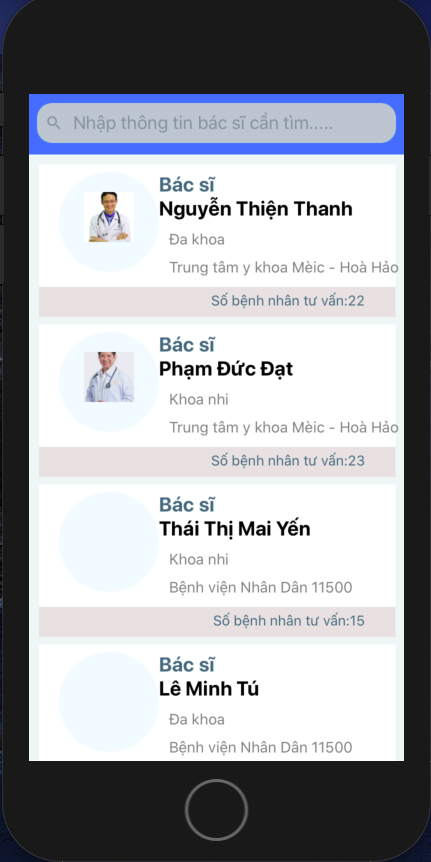 Nhập thông tin bác sĩ cần tìm.....
Bác sĩ
Nguyễn Thiện Thanh
Đa khoa
Trung tâm y khoa Mèic - Hoà Hảo
Số bệnh nhân tư vấn:22
Bác sĩ
Phạm Đức Đạt
Khoa nhi
Trung tâm y khoa Mèic - Hoà Hảo
Số bệnh nhân tư vấn:23
Bác sĩ
Thái Thị Mai Yến
Khoa nhi
Bệnh viện Nhân Dân 11500
Số bệnh nhân tư vấn:15
Bác sĩ
Lê Minh Tú
Đa khoa
Bệnh viện Nhân Dân 11500